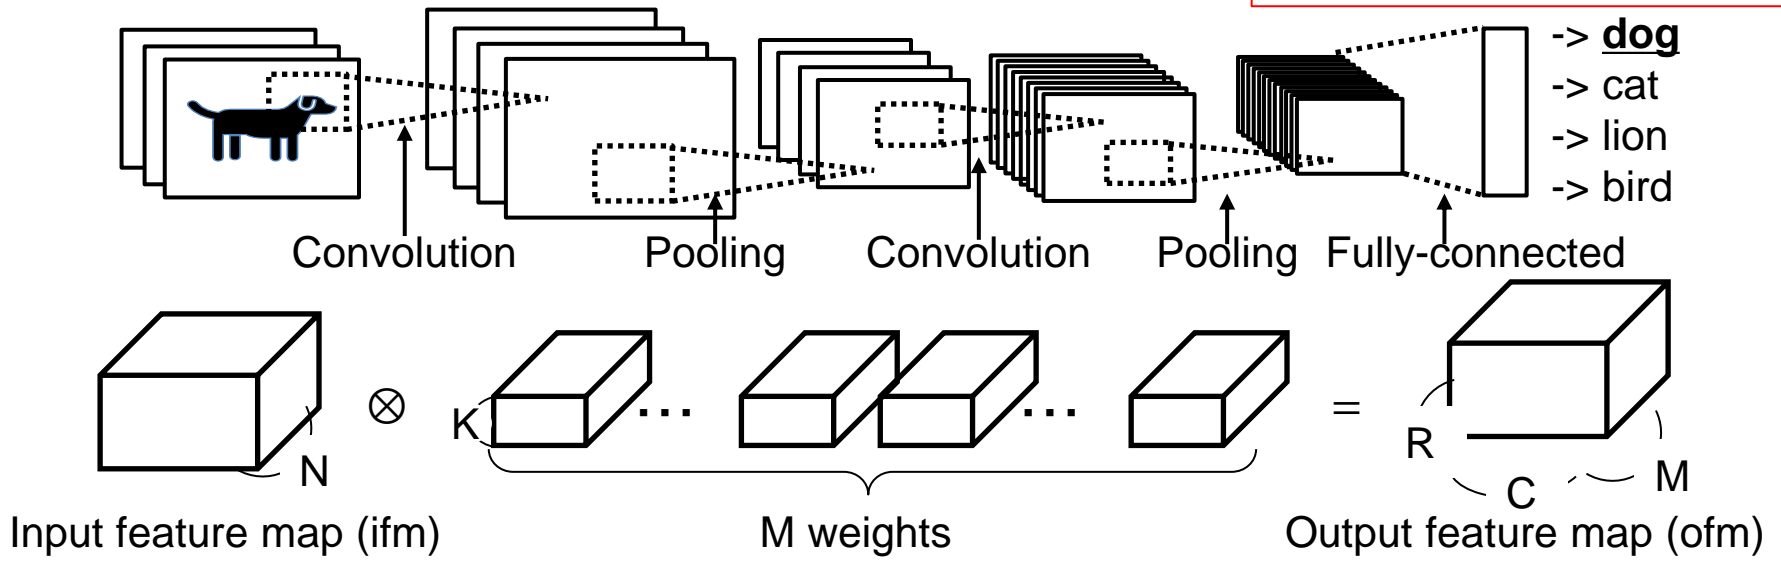 -> dog
-> cat
-> lion
-> bird
Convolution Pooling Convolution Pooling Fully-connected
⊗ K ... ... =
R
N C M
Input feature map (ifm) M weights Output feature map (ofm)